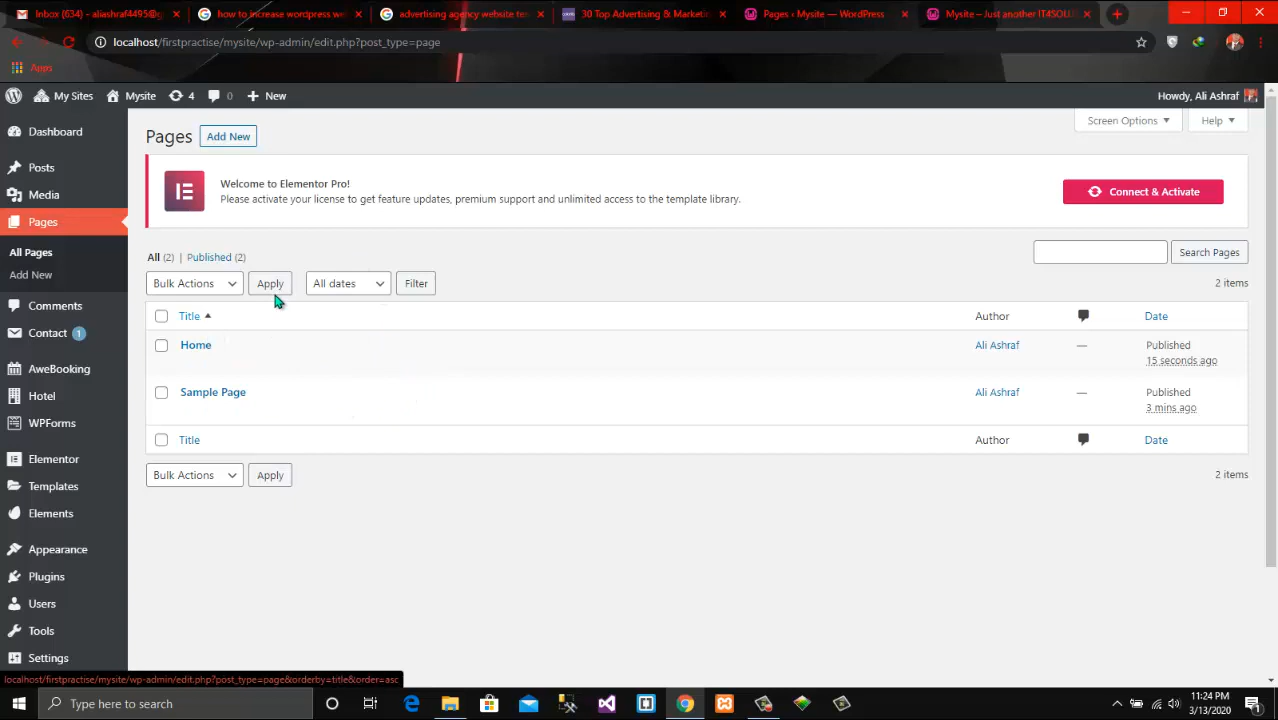 Inbox (634) - aliashraf4495@g
how to increase wordpress we
advertising agency website ten
30 Top Advertising & Marketin
Pages ‹ Mysite — WordPress
Mysite – Just another IT4SOLU
localhost/firstpractise/mysite/wp-admin/edit.php?post_type=page
Apps
My Sites
Mysite
4
0
New
Howdy, Ali Ashraf
Dashboard
Posts
Media
Pages
All Pages
Add New
Comments
Contact 1
AweBooking
Hotel
WPForms
Elementor
Templates
Elements
Appearance
Plugins
Users
Tools
Settings
Screen Options
Help
Pages
Add New
Welcome to Elementor Pro!
Please activate your license to get feature updates, premium support and unlimited access to the template library.
Connect & Activate
All (2) | Published (2)
Search Pages
Bulk Actions
Apply
All dates
Filter
2 items
Title
Author
Date
Home
Ali Ashraf
—
Published
15 seconds ago
Sample Page
Ali Ashraf
—
Published
3 mins ago
Title
Author
Date
Bulk Actions
Apply
2 items
localhost/firstpractise/mysite/wp-admin/edit.php?post_type=page&orderby=title&order=asc
Type here to search
11:24 PM
3/13/2020
1